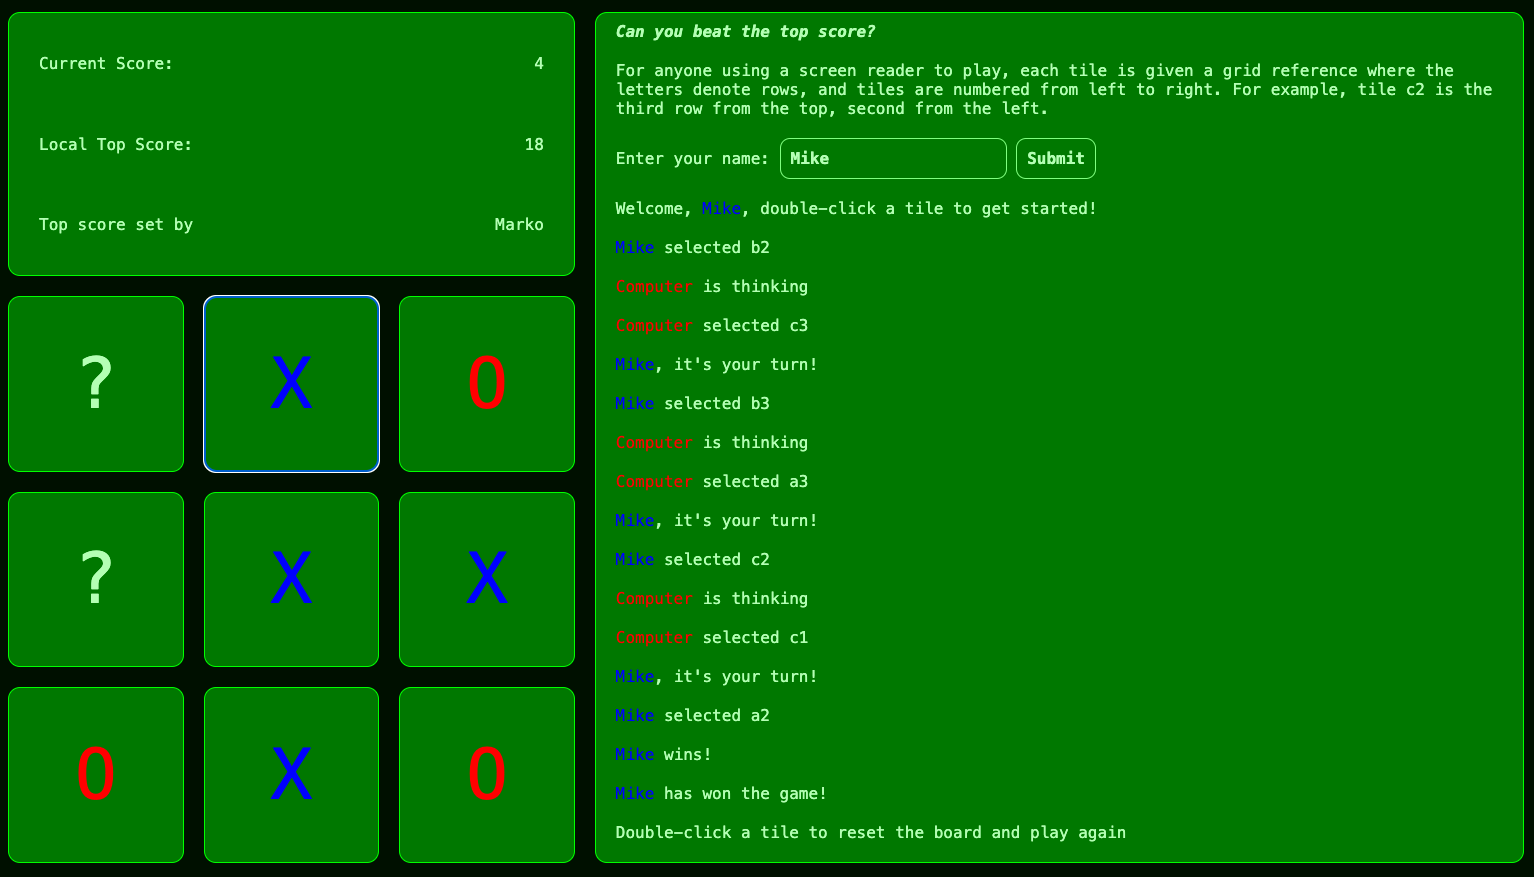 Current Score: 4
Local Top Score: 18
Top score set by Marko
? X O
? X X
O X O
Can you beat the top score?
For anyone using a screen reader to play, each tile is given a grid reference where the
letters denote rows, and tiles are numbered from left to right. For example, tile c2 is the
third row from the top, second from the left.
Enter your name: Mike Submit
Welcome, Mike, double-click a tile to get started!
Mike selected b2
Computer is thinking
Computer selected c3
Mike, it's your turn!
Mike selected b3
Computer is thinking
Computer selected a3
Mike, it's your turn!
Mike selected c2
Computer is thinking
Computer selected c1
Mike, it's your turn!
Mike selected a2
Mike wins!
Mike has won the game!
Double-click a tile to reset the board and play again